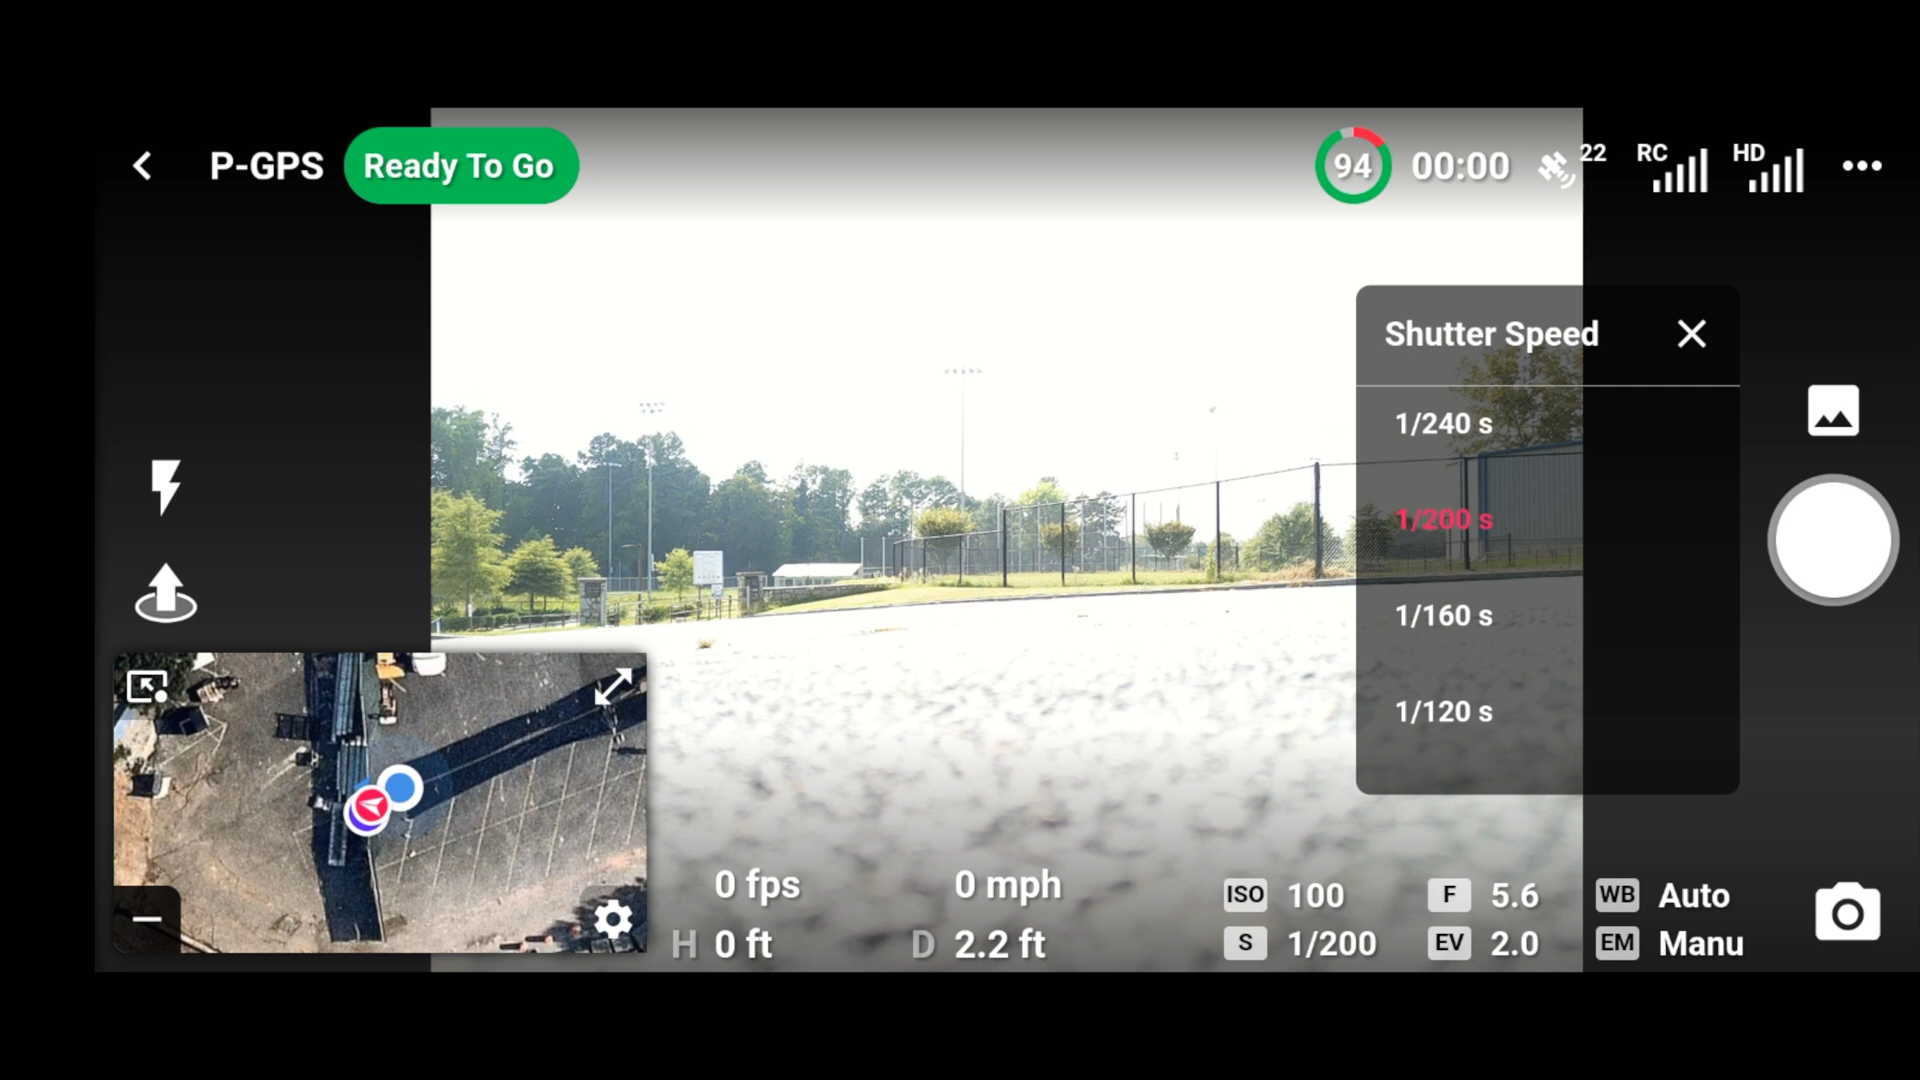 P-GPS
Ready To Go
94
00:00
22
RC
HD
Shutter Speed
1/240 s
1/200 s
1/160 s
1/120 s
0 fps
0 mph
H 0 ft
D 2.2 ft
ISO 100
F 5.6
WB Auto
S 1/200
EV 2.0
EM Manu